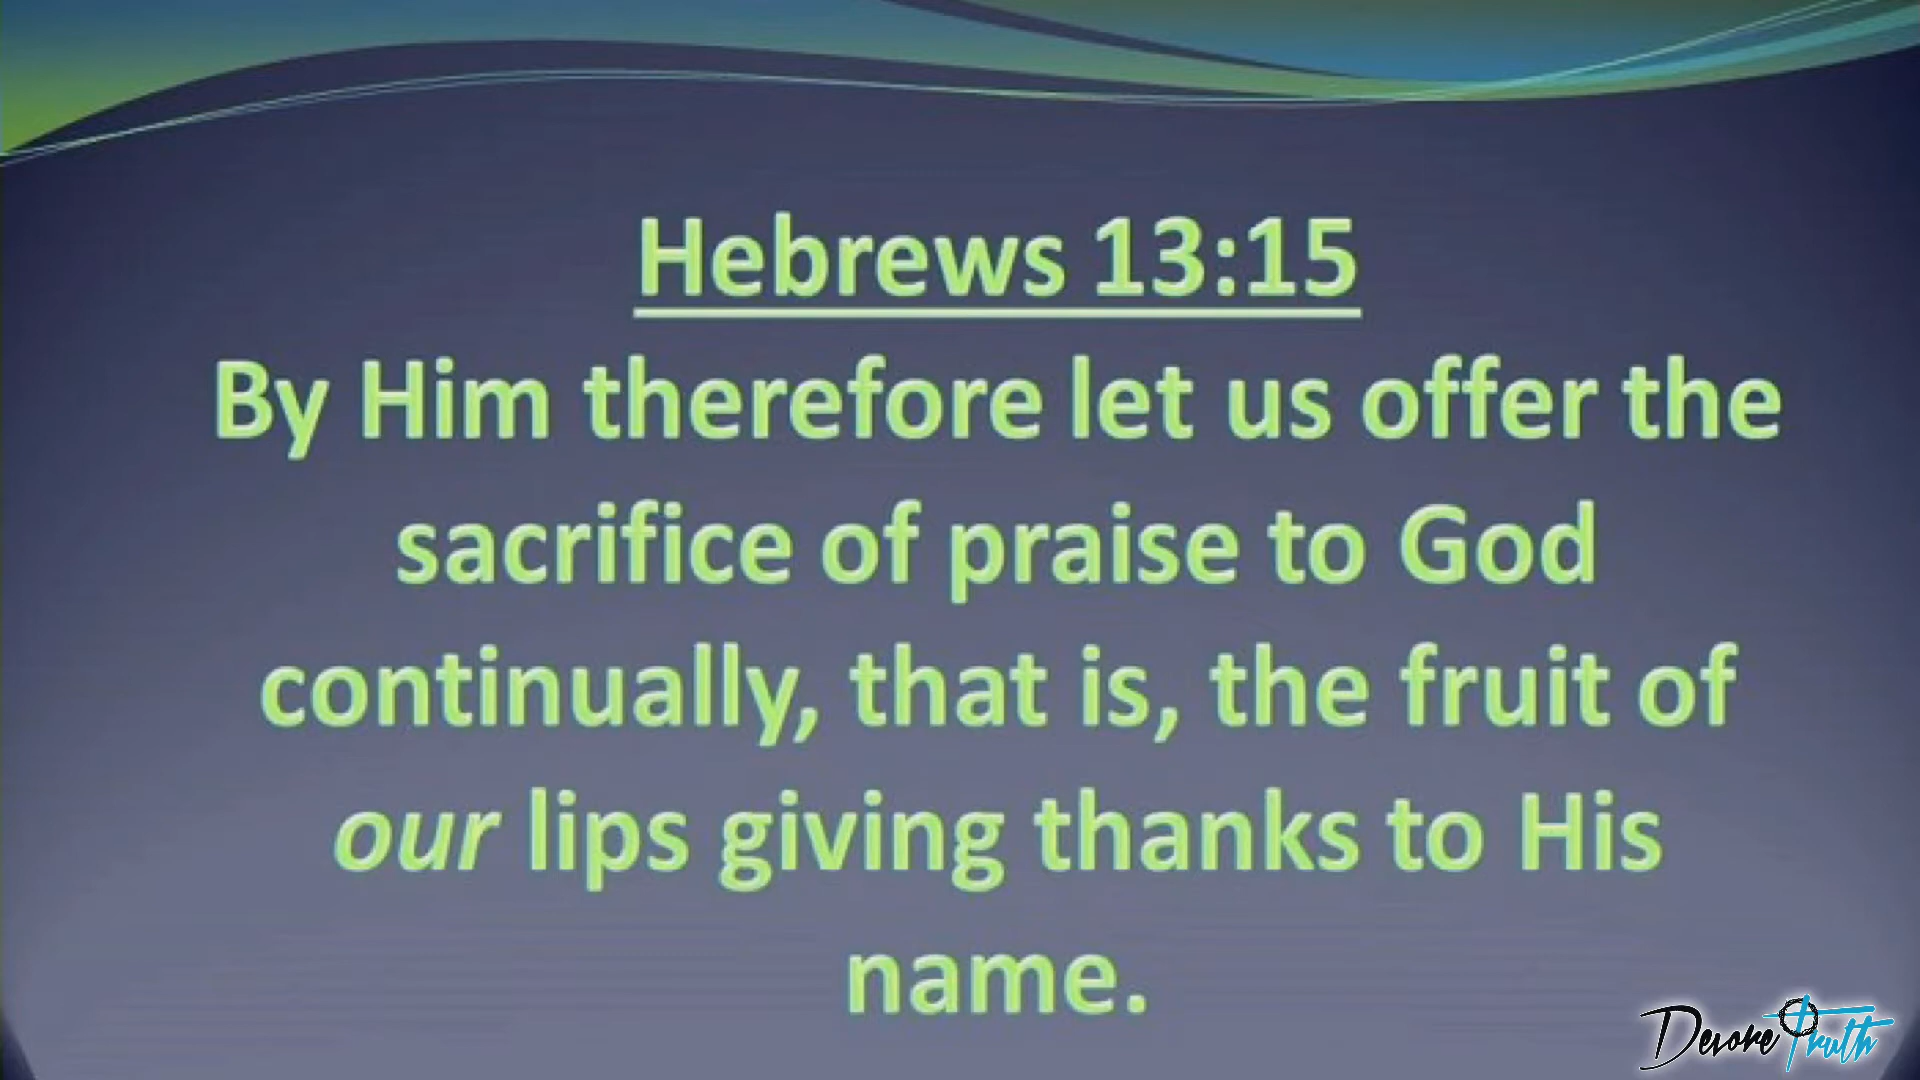 Hebrews 13:15
By Him therefore let us offer the
sacrifice of praise to God
continually, that is, the fruit of
our lips giving thanks to His
name.
Devore Truth